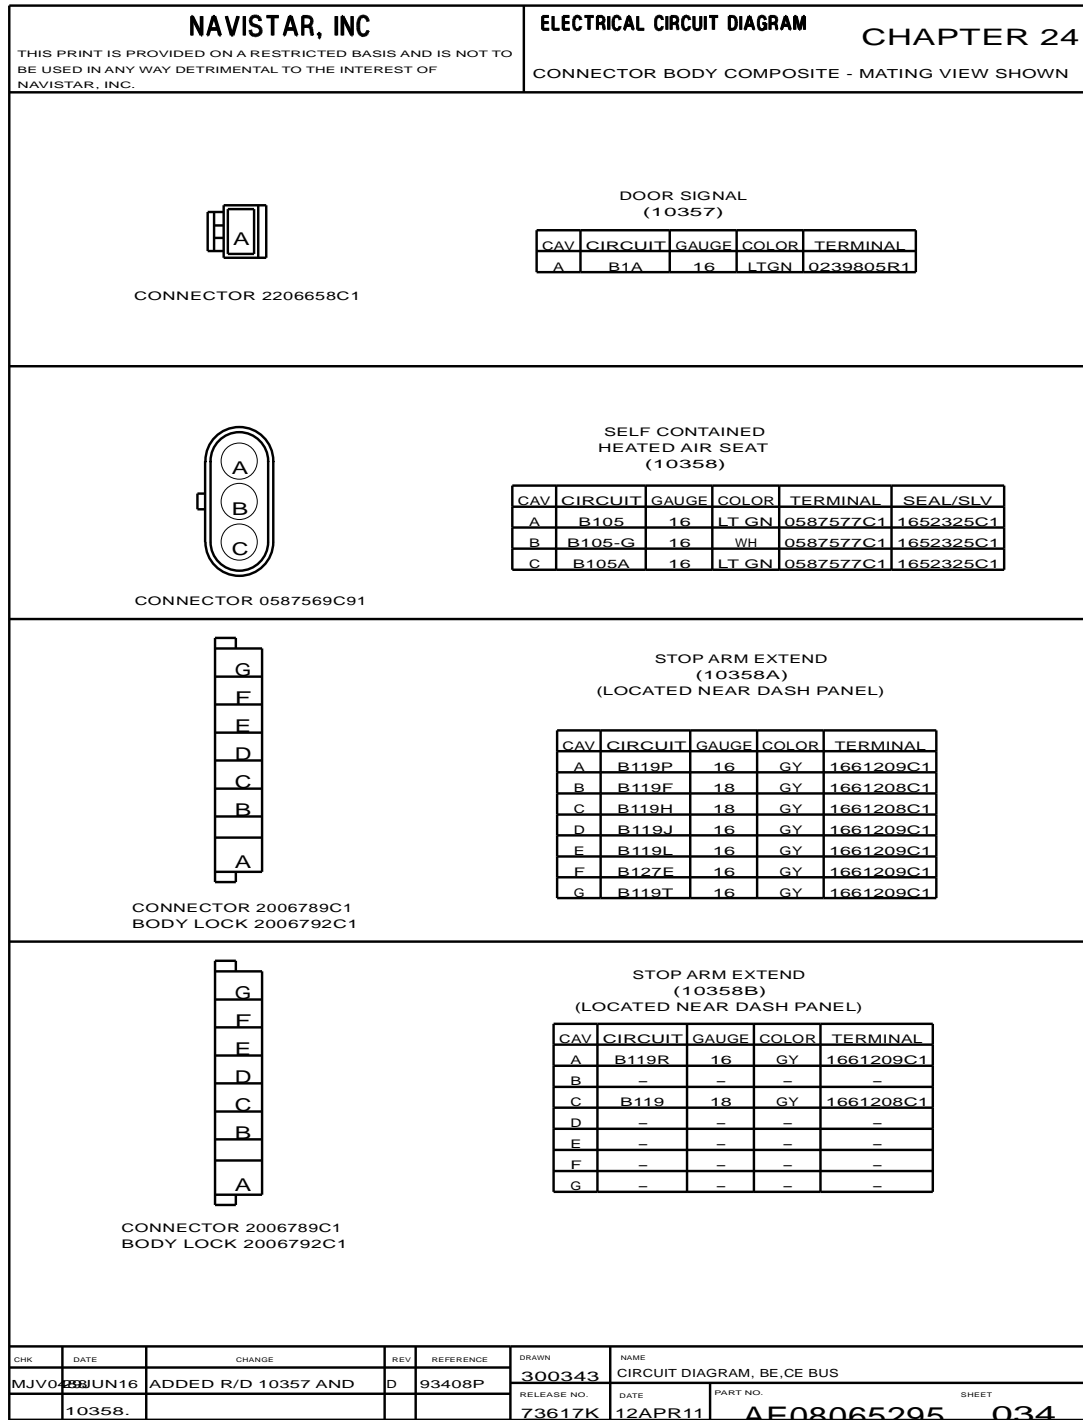 NAVISTAR, INC
THIS PRINT IS PROVIDED ON A RESTRICTED BASIS AND IS NOT TO
BE USED IN ANY WAY DETRIMENTAL TO THE INTEREST OF
NAVISTAR, INC.
ELECTRICAL CIRCUIT DIAGRAM
CHAPTER 24
CONNECTOR BODY COMPOSITE - MATING VIEW SHOWN
A
CONNECTOR 2206658C1
DOOR SIGNAL
(10357)
CAV CIRCUIT GAUGE COLOR TERMINAL
A B1A 16 LTGN 0239805R1
A
B
C
CONNECTOR 0587569C91
SELF CONTAINED
HEATED AIR SEAT
(10358)
CAV CIRCUIT GAUGE COLOR TERMINAL SEAL/SLV
A B105 16 LT GN 0587577C1 1652325C1
B B105-G 16 WH 0587577C1 1652325C1
C B105A 16 LT GN 0587577C1 1652325C1
G
F
E
D
C
B
A
CONNECTOR 2006789C1
BODY LOCK 2006792C1
STOP ARM EXTEND
(10358A)
(LOCATED NEAR DASH PANEL)
CAV CIRCUIT GAUGE COLOR TERMINAL
A B119P 16 GY 1661209C1
B B119F 18 GY 1661208C1
C B119H 18 GY 1661208C1
D B119J 16 GY 1661209C1
E B119L 16 GY 1661209C1
F B127E 16 GY 1661209C1
G B119T 16 GY 1661209C1
G
F
E
D
C
B
A
CONNECTOR 2006789C1
BODY LOCK 2006792C1
STOP ARM EXTEND
(10358B)
(LOCATED NEAR DASH PANEL)
CAV CIRCUIT GAUGE COLOR TERMINAL
A B119R 16 GY 1661209C1
B – – – –
C B119 18 GY 1661208C1
D – – – –
E – – – –
F – – – –
G – – – –
CHK DATE CHANGE REV REFERENCE
ADDED R/D 10357 AND D 93408P
10358.
DRAWN NAME
300343 CIRCUIT DIAGRAM, BE,CE BUS
RELEASE NO. DATE PART NO. SHEET
73617K 12APR11 AE08065295 034